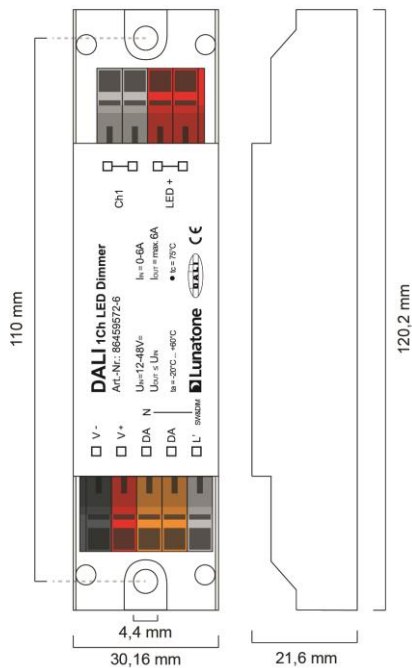 110 mm
Ch1
LED +
DALI 1Ch LED Dimmer
Art.-Nr.: 86459572-6
UIN=12-48V=
IIN = 0-6A
UOUT ≤ UIN
IOUT = max. 6A
ta = -20°C ... +60°C
• tc = 75°C
Lunatone
DALI
CE
V -
V +
DA
N
DA
L'
SW&DIM
120,2 mm
4,4 mm
30,16 mm
21,6 mm